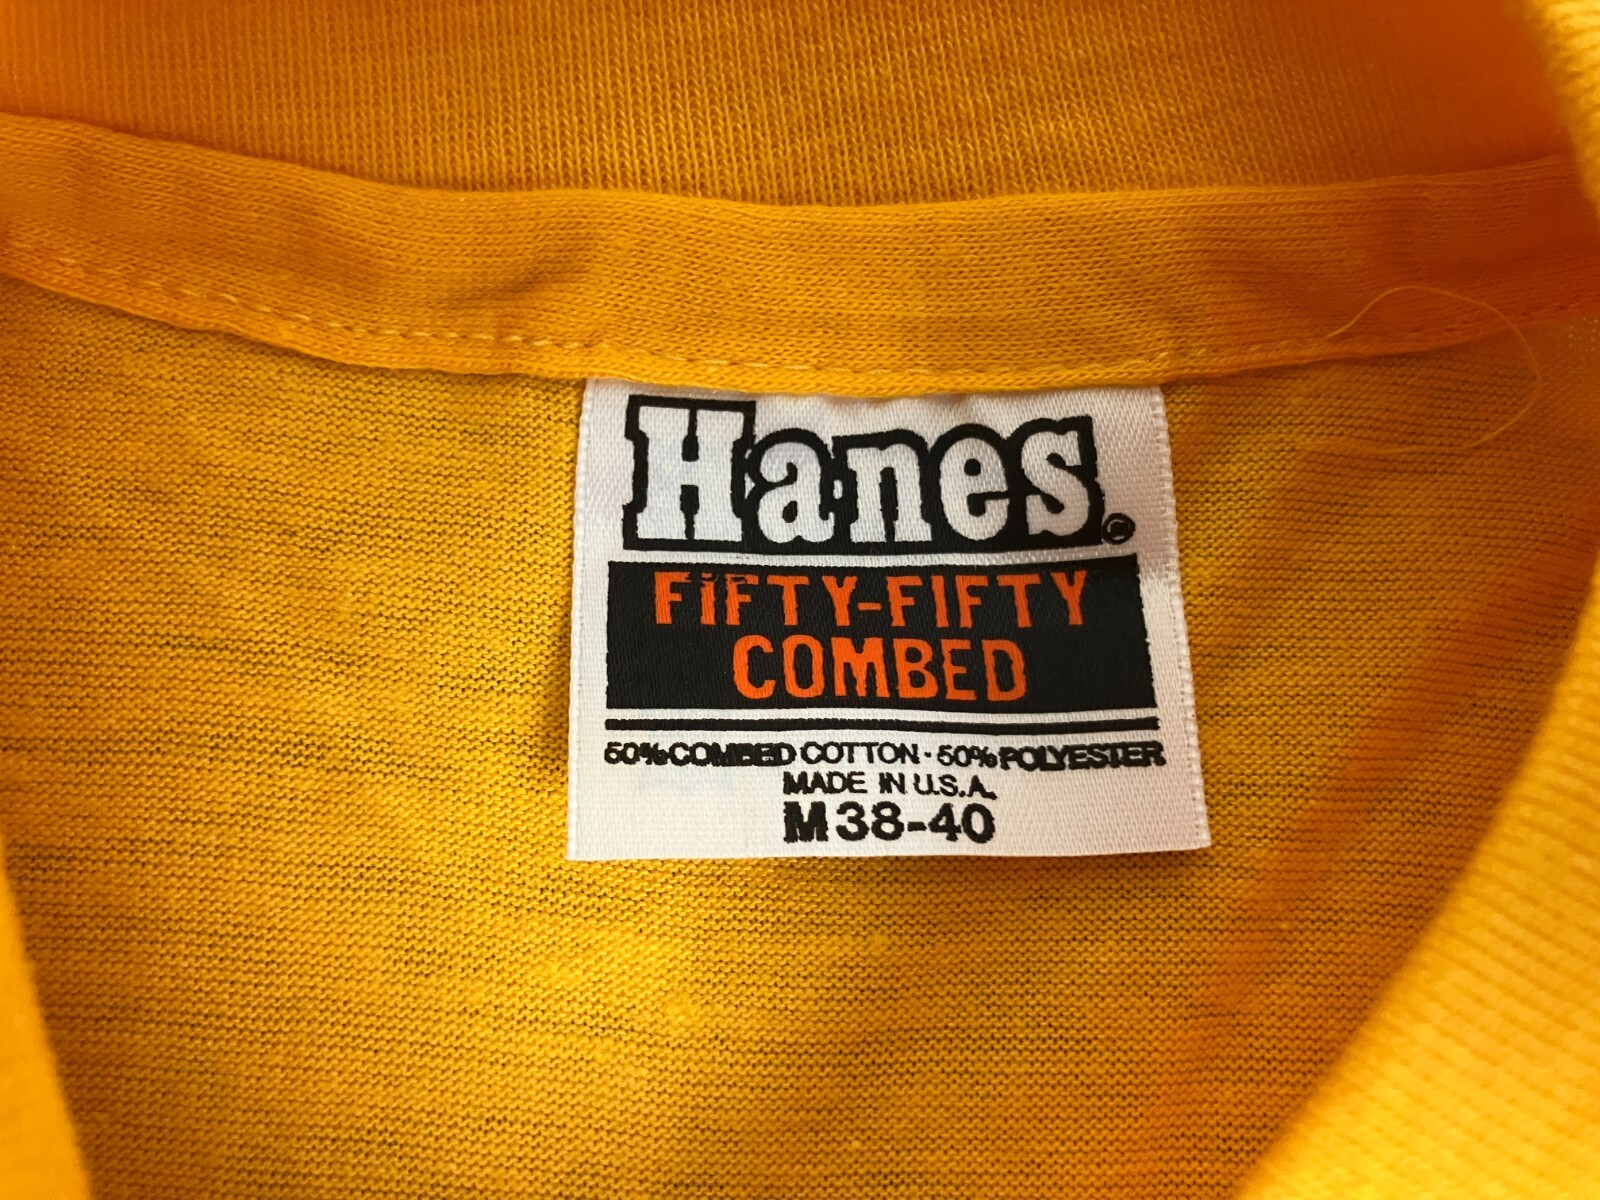 Hanes®
FIFTY-FIFTY
COMBED
50% COMBED COTTON · 50% POLYESTER
MADE IN U.S.A.
M 38-40